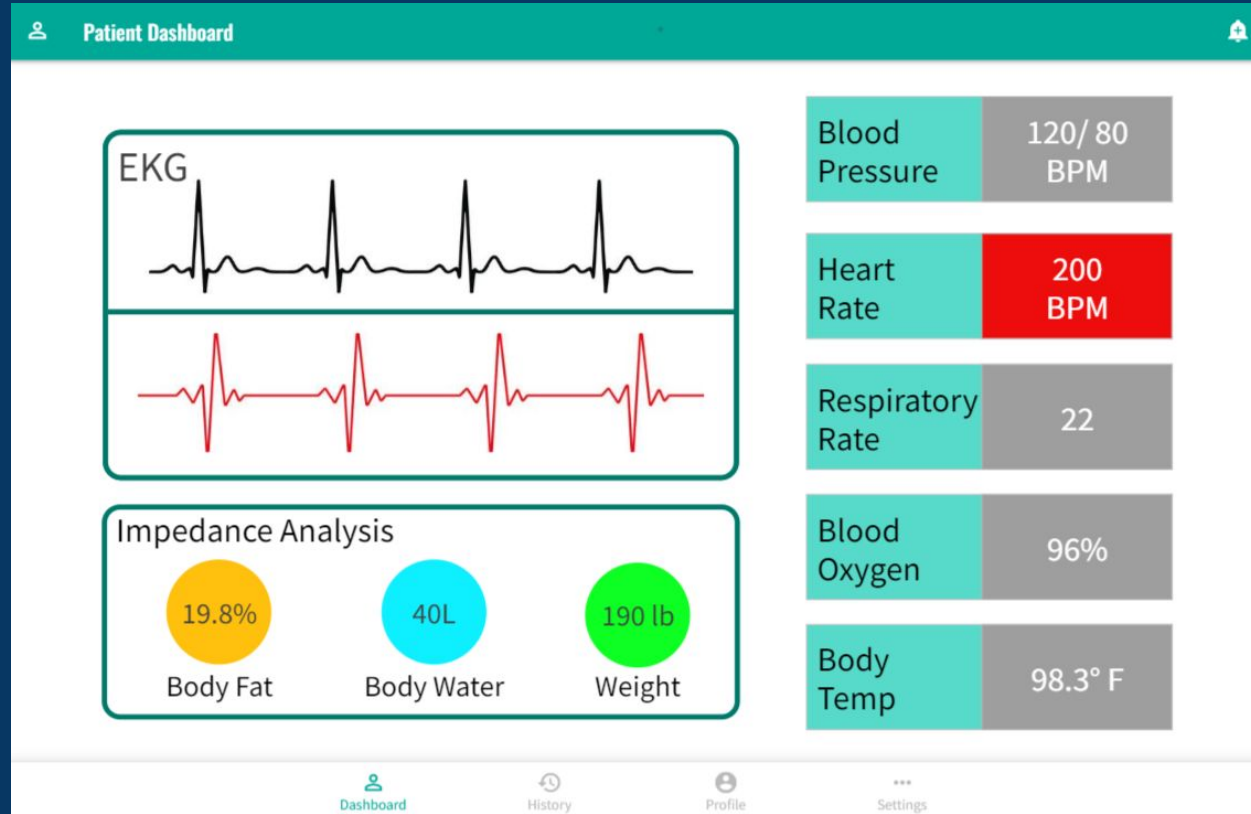 Patient Dashboard
EKG
Impedance Analysis
19.8%
40L
190 lb
Body Fat
Body Water
Weight
Blood
Pressure
120/ 80
BPM
Heart
Rate
200
BPM
Respiratory
Rate
22
Blood
Oxygen
96%
Body
Temp
98.3° F
Dashboard
History
Profile
Settings